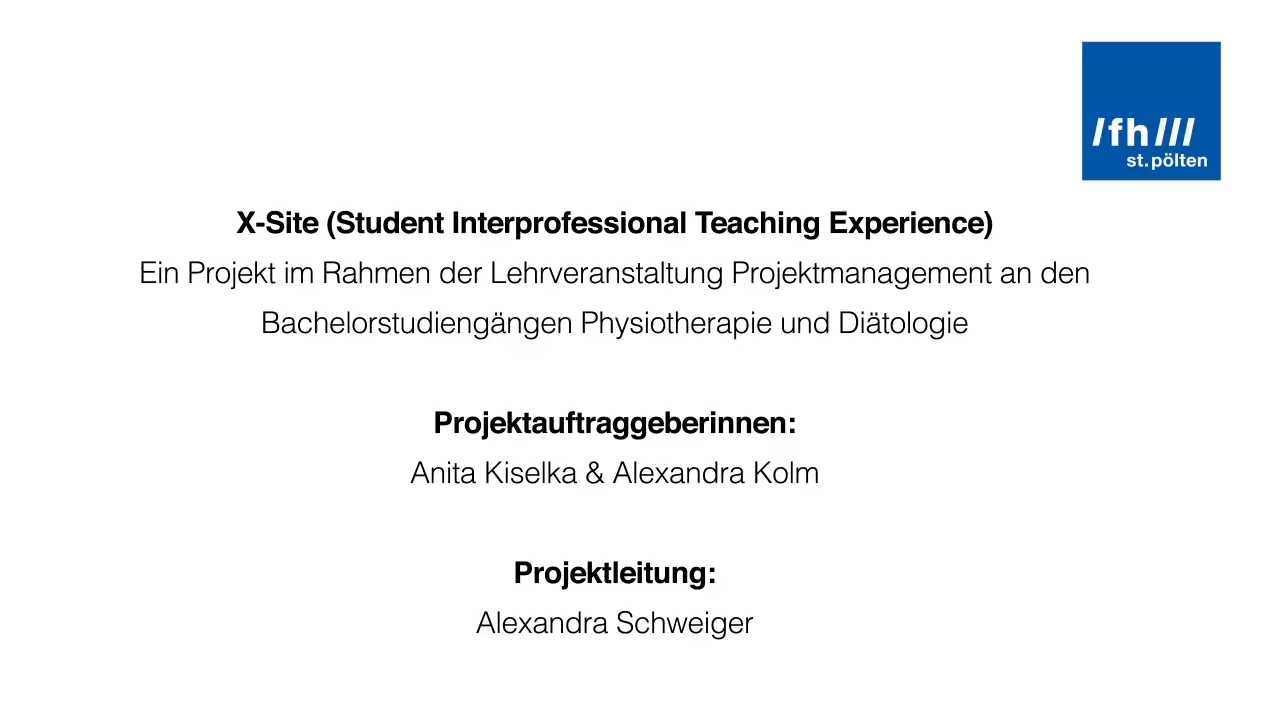 /fh///
st.pölten
X-Site (Student Interprofessional Teaching Experience)
Ein Projekt im Rahmen der Lehrveranstaltung Projektmanagement an den
Bachelorstudiengängen Physiotherapie und Diätologie
Projektauftraggeberinnen:
Anita Kiselka & Alexandra Kolm
Projektleitung:
Alexandra Schweiger